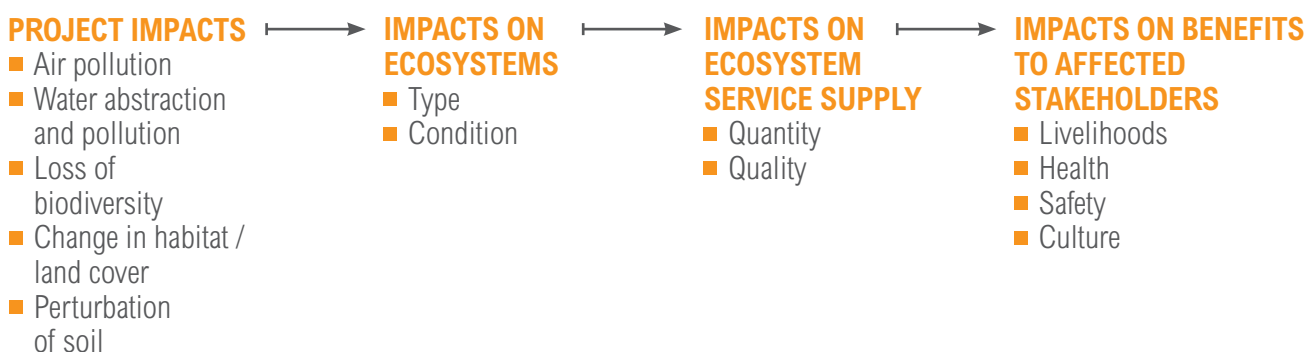 PROJECT IMPACTS
Air pollution
Water abstraction
and pollution
Loss of
biodiversity
Change in habitat /
land cover
Perturbation
of soil
IMPACTS ON
ECOSYSTEMS
Type
Condition
IMPACTS ON
ECOSYSTEM
SERVICE SUPPLY
Quantity
Quality
IMPACTS ON BENEFITS
TO AFFECTED
STAKEHOLDERS
Livelihoods
Health
Safety
Culture